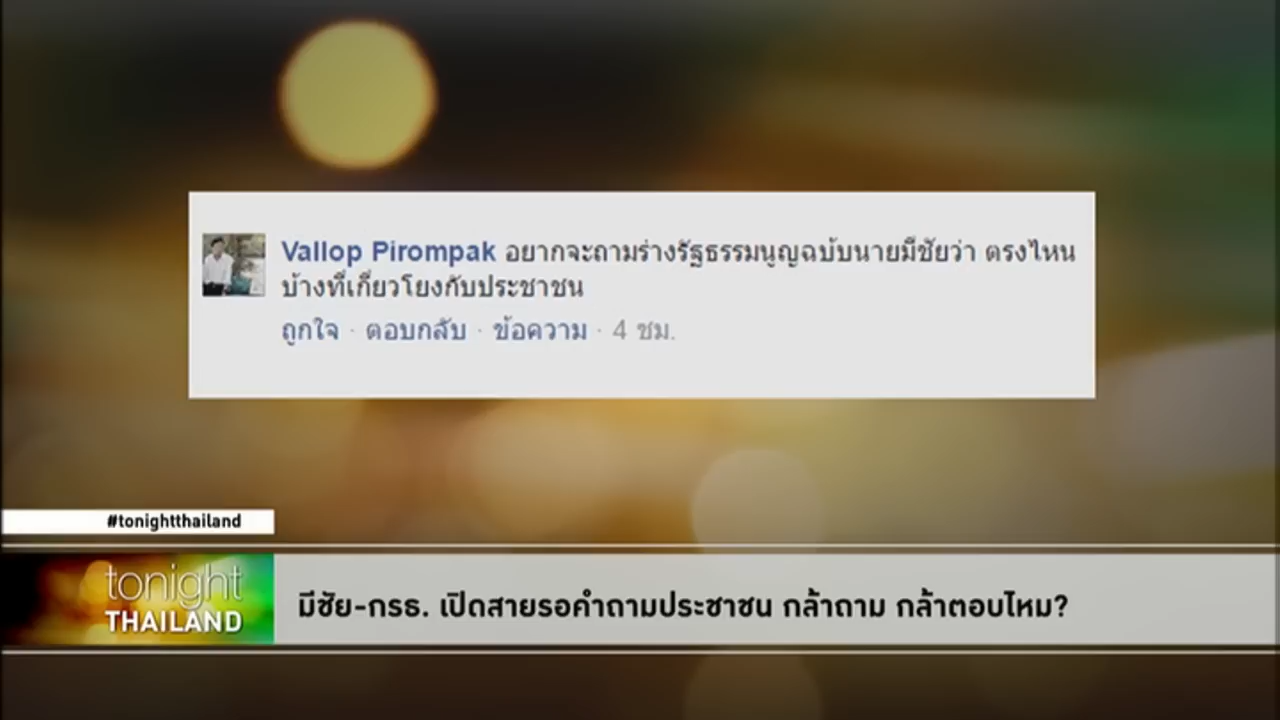 Vallop Pirompak อยากจะถามร่างรัฐธรรมนูญฉบับนายมีชัยว่า ตรงไหน
บ้างที่เกี่ยวโยงกับประชาชน
ถูกใจ · ตอบกลับ · ข้อความ · 4 ชม.
#tonightthailand
tonight
THAILAND
มีชัย-กรธ. เปิดสายรอคำถามประชาชน กล้าถาม กล้าตอบไหม?